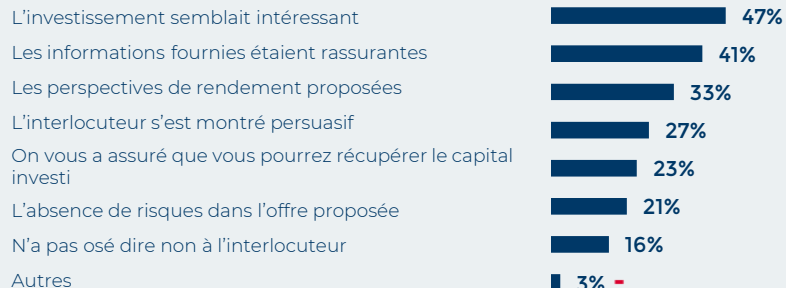 L'investissement semblait intéressant 47%
Les informations fournies étaient rassurantes 41%
Les perspectives de rendement proposées 33%
L'interlocuteur s'est montré persuasif 27%
On vous a assuré que vous pourrez récupérer le capital
investi 23%
L'absence de risques dans l'offre proposée 21%
N'a pas osé dire non à l'interlocuteur 16%
Autres 3% -